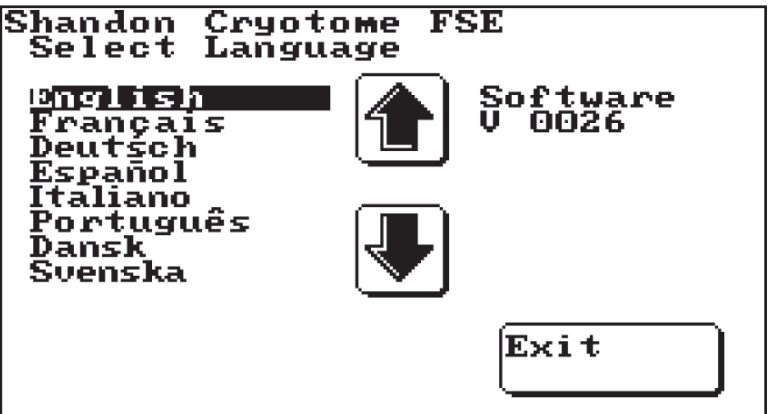 Shandon Cryotome FSE
Select Language
English
Français
Deutsch
Español
Italiano
Português
Dansk
Svenska
Software
V 0026
Exit